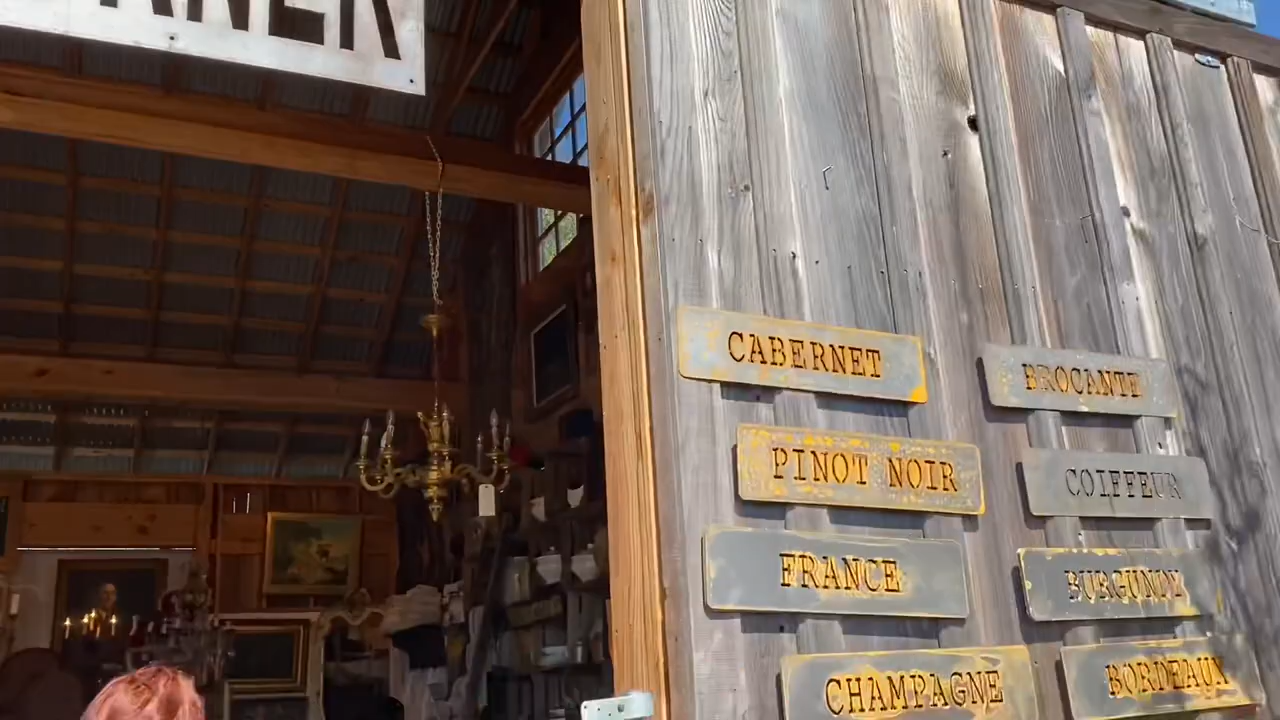 CABERNET
BROCANTE
PINOT NOIR
COIFFEUR
FRANCE
BURGUNDY
CHAMPAGNE
BORDEAUX